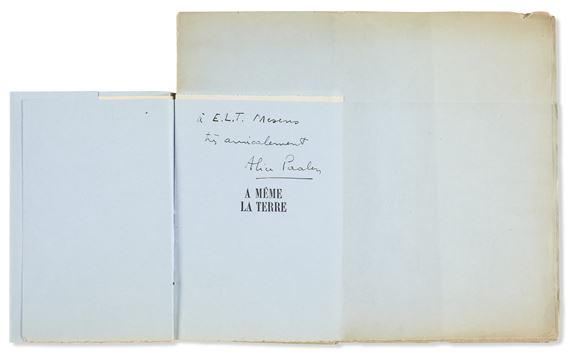 à E.L.T. Mesens
très amicalement
Alice Paalen
A MÊME
LA TERRE